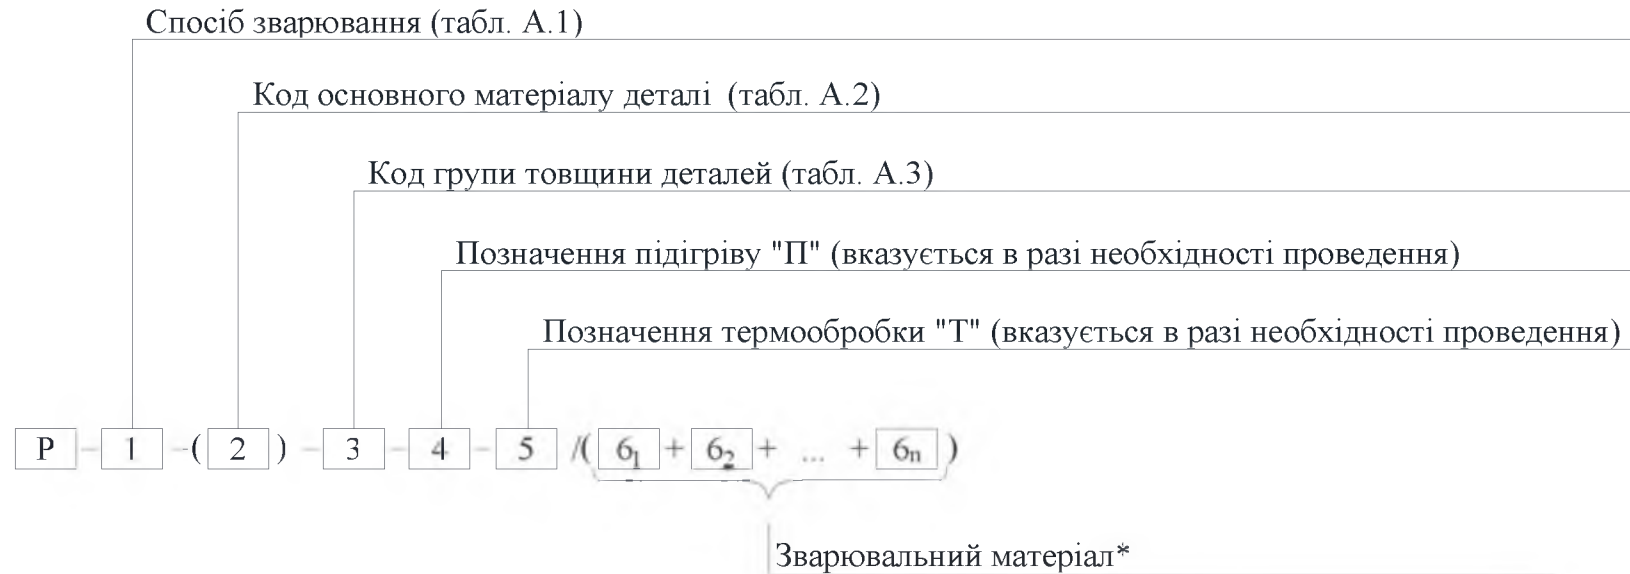 Спосіб зварювання (табл. А.1)
Код основного матеріалу деталі (табл. А.2)
Код групи товщини деталей (табл. А.3)
Позначення підігріву "П" (вказується в разі необхідності проведення)
Позначення термообробки "Т" (вказується в разі необхідності проведення)
Р - 1 -( 2 ) - 3 - 4 - 5 /( 6₁ + 6₂ + ... + 6ₙ )
Зварювальний матеріал*